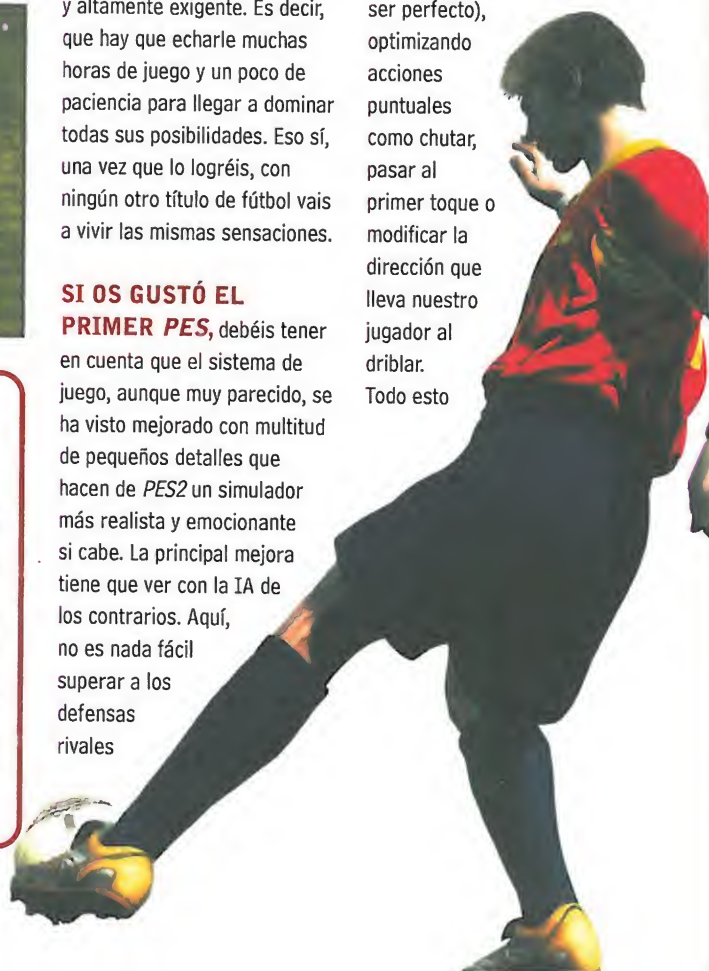 y altamente exigente. Es decir,
que hay que echarle muchas
horas de juego y un poco de
paciencia para llegar a dominar
todas sus posibilidades. Eso sí,
una vez que lo logréis, con
ningún otro título de fútbol vais
a vivir las mismas sensaciones.
SI OS GUSTÓ EL
PRIMER PES, debéis tener
en cuenta que el sistema de
juego, aunque muy parecido, se
ha visto mejorado con multitud
de pequeños detalles que
hacen de PES2 un simulador
más realista y emocionante
si cabe. La principal mejora
tiene que ver con la IA de
los contrarios. Aquí,
no es nada fácil
superar a los
defensas
rivales
ser perfecto),
optimizando
acciones
puntuales
como chutar,
pasar al
primer toque o
modificar la
dirección que
lleva nuestro
jugador al
driblar.
Todo esto